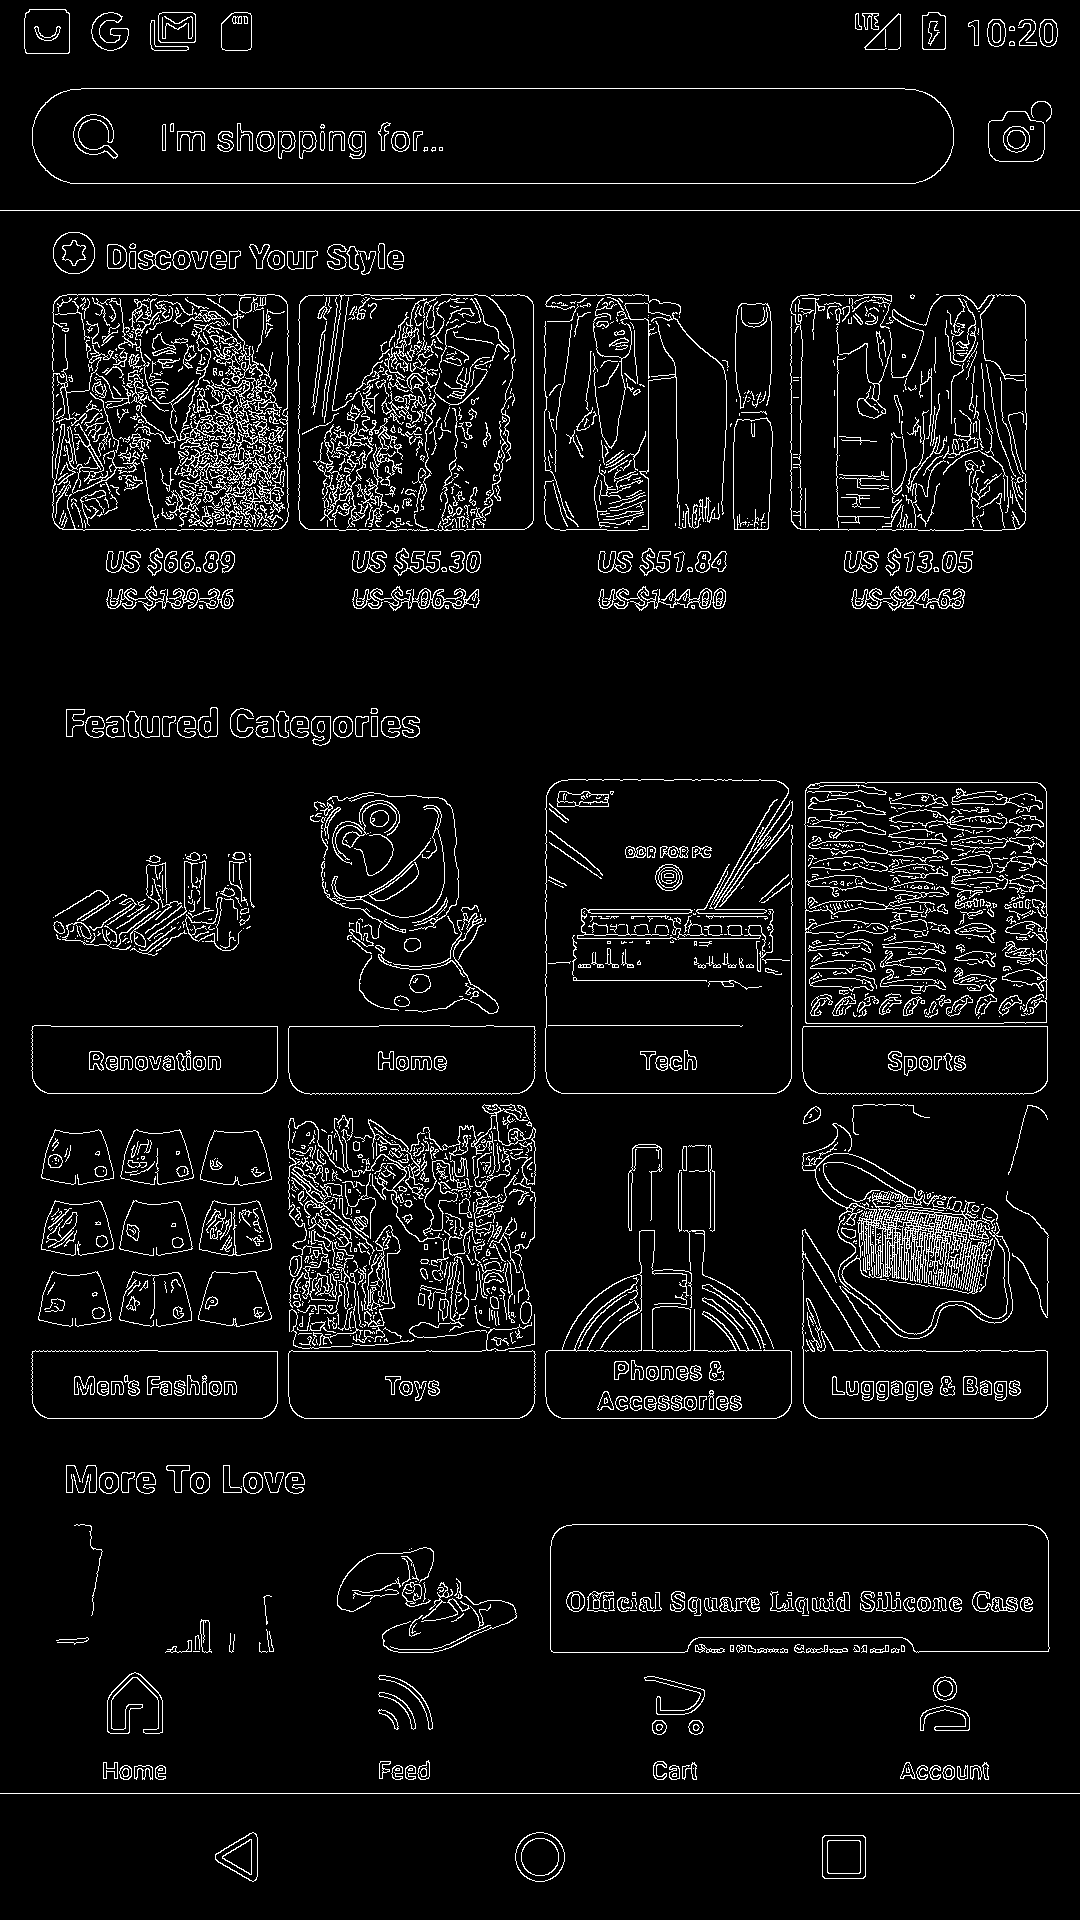 LTE 10:20
I'm shopping for...
Discover Your Style
US $66.89 US $55.30 US $51.84 US $13.05
US $139.36 US $106.34 US $144.00 US $24.63
Featured Categories
FOR PC
Renovation Home Tech Sports
Men's Fashion Toys Phones & Accessories Luggage & Bags
More To Love
Official Square Liquid Silicone Case
Home Feed Cart Account